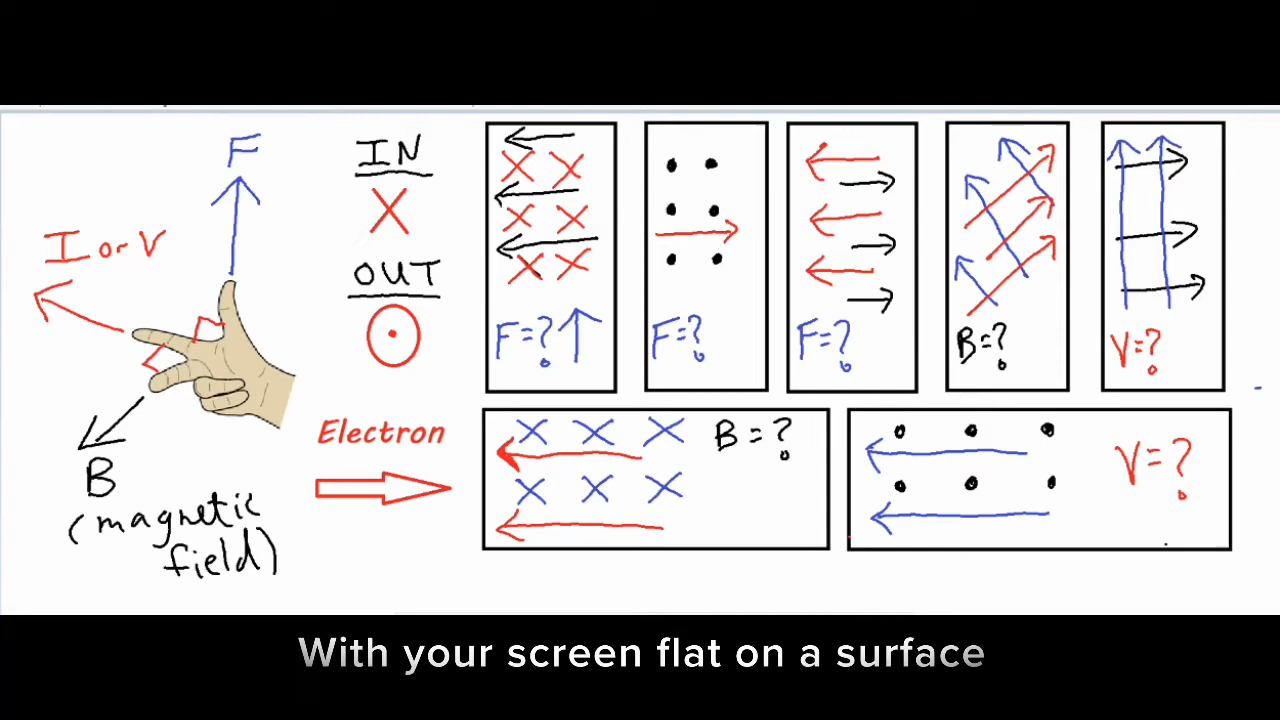 F
I or V
B
(magnetic
field)
IN
X
OUT
F=?
F=?
F=?
B=?
V=?
Electron
B=?
V=?
With your screen flat on a surface